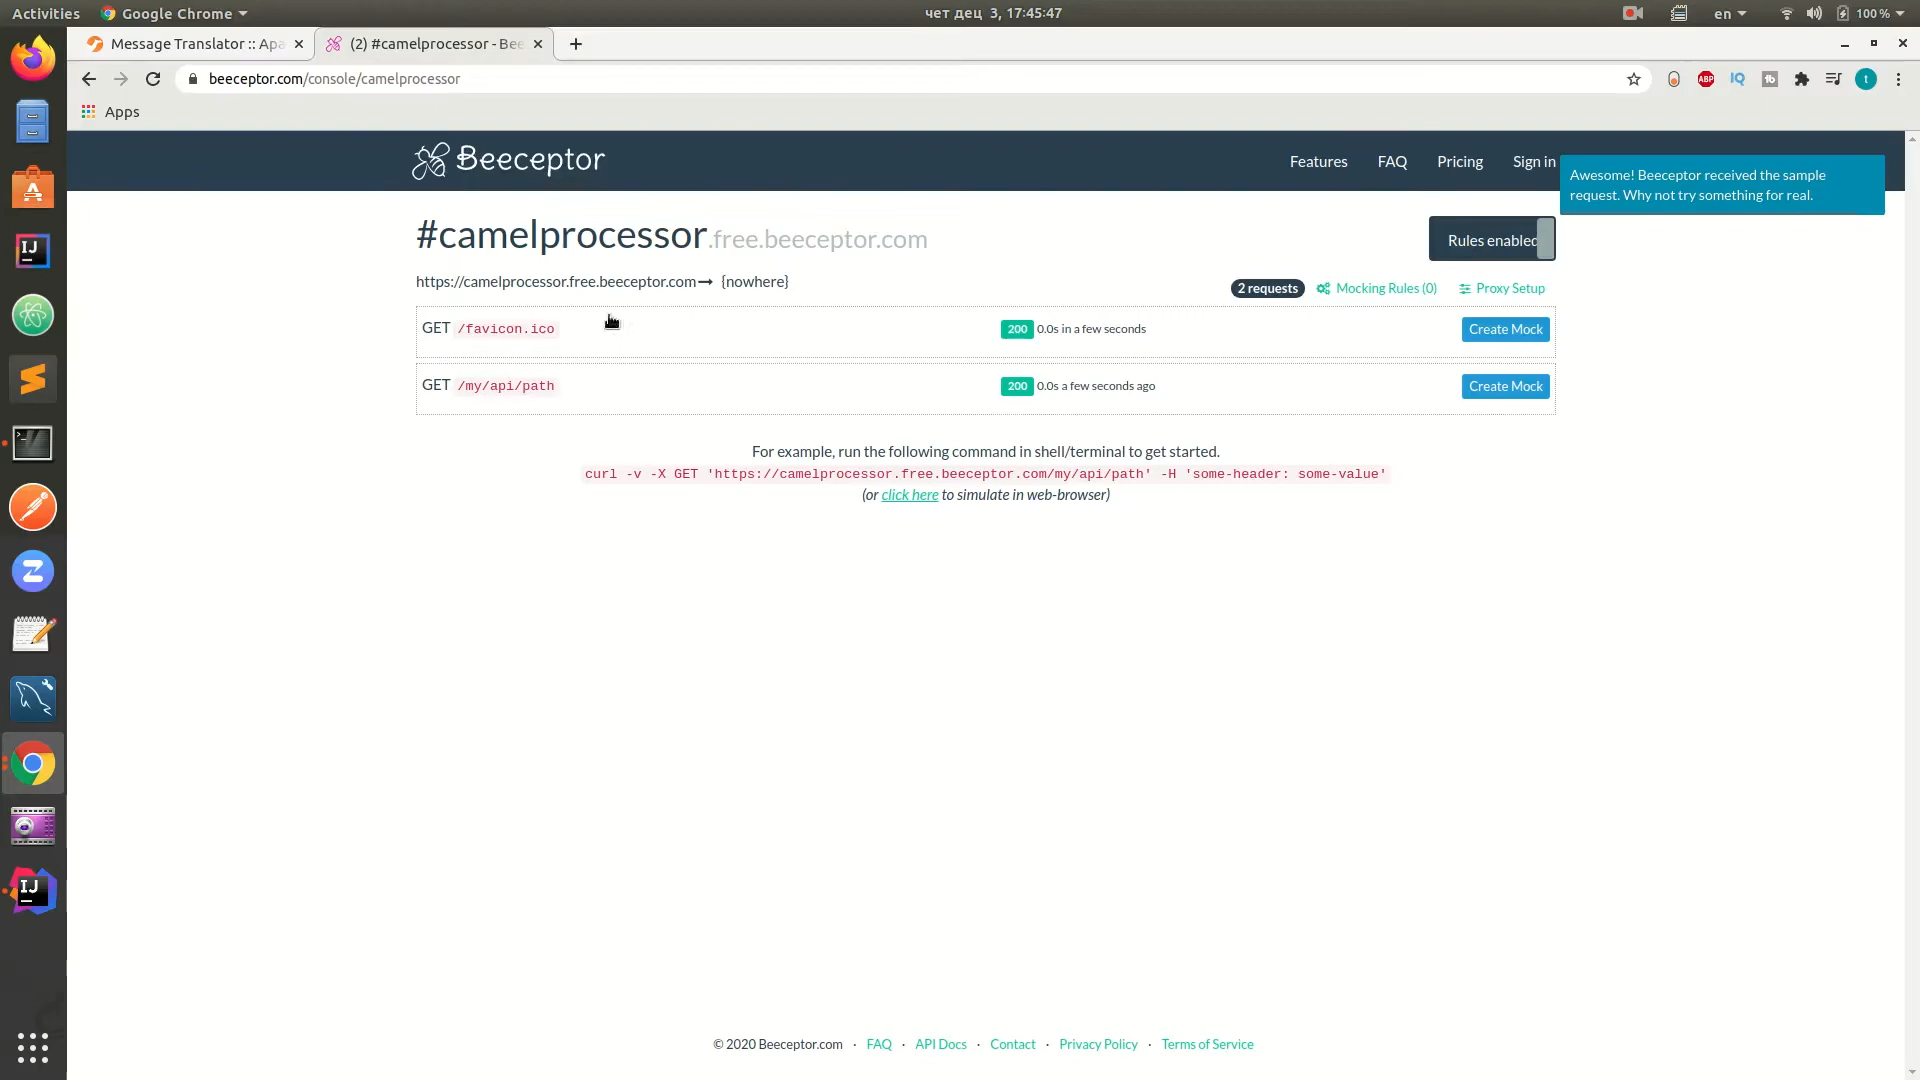 Activities
Google Chrome
чет дец 3, 17:45:47
en
100 %
Message Translator :: Apa
(2) #camelprocessor - Bee
beeceptor.com/console/camelprocessor
ABP
IQ
tb
t
Apps
Beeceptor
Features
FAQ
Pricing
Sign in
Awesome! Beeceptor received the sample
request. Why not try something for real.
#camelprocessor.free.beeceptor.com
Rules enabled
https://camelprocessor.free.beeceptor.com→ {nowhere}
2 requests
Mocking Rules (0)
Proxy Setup
GET /favicon.ico
200 0.0s in a few seconds
Create Mock
GET /my/api/path
200 0.0s a few seconds ago
Create Mock
For example, run the following command in shell/terminal to get started.
curl -v -X GET 'https://camelprocessor.free.beeceptor.com/my/api/path' -H 'some-header: some-value'
(or click here to simulate in web-browser)
IJ
IJ
© 2020 Beeceptor.com · FAQ · API Docs · Contact · Privacy Policy · Terms of Service